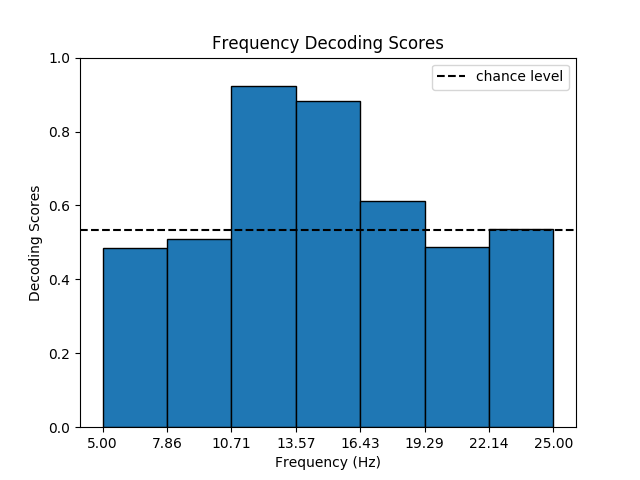 Frequency Decoding Scores
chance level
1.0
0.8
0.6
0.4
0.2
0.0
Decoding Scores
5.00 7.86 10.71 13.57 16.43 19.29 22.14 25.00
Frequency (Hz)